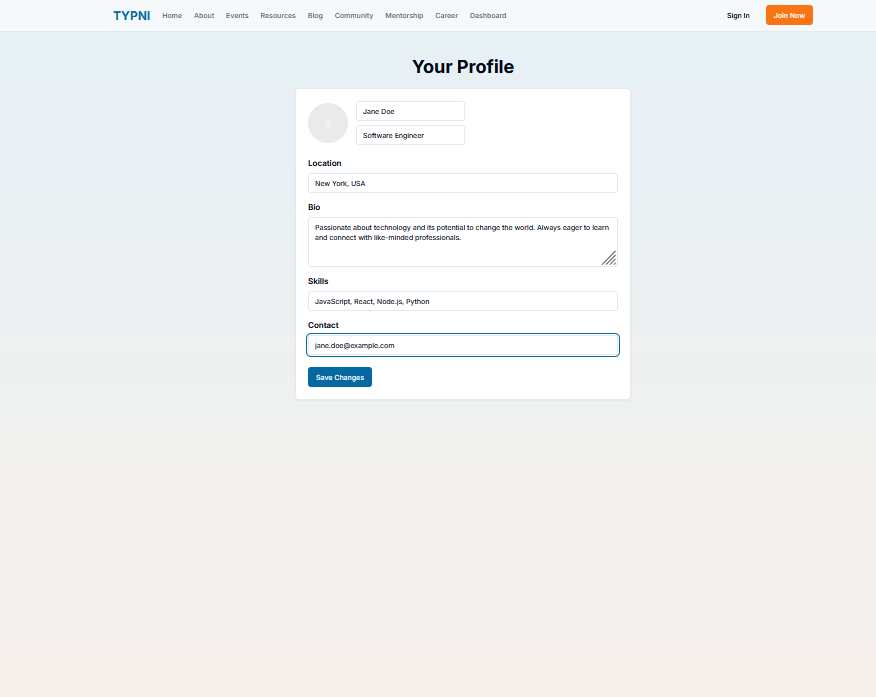 TYPNI Home About Events Resources Blog Community Mentorship Career Dashboard Sign In Join Now
Your Profile
Jane Doe
Software Engineer
Location
New York, USA
Bio
Passionate about technology and its potential to change the world. Always eager to learn
and connect with like-minded professionals.
Skills
JavaScript, React, Node.js, Python
Contact
jane.doe@example.com
Save Changes